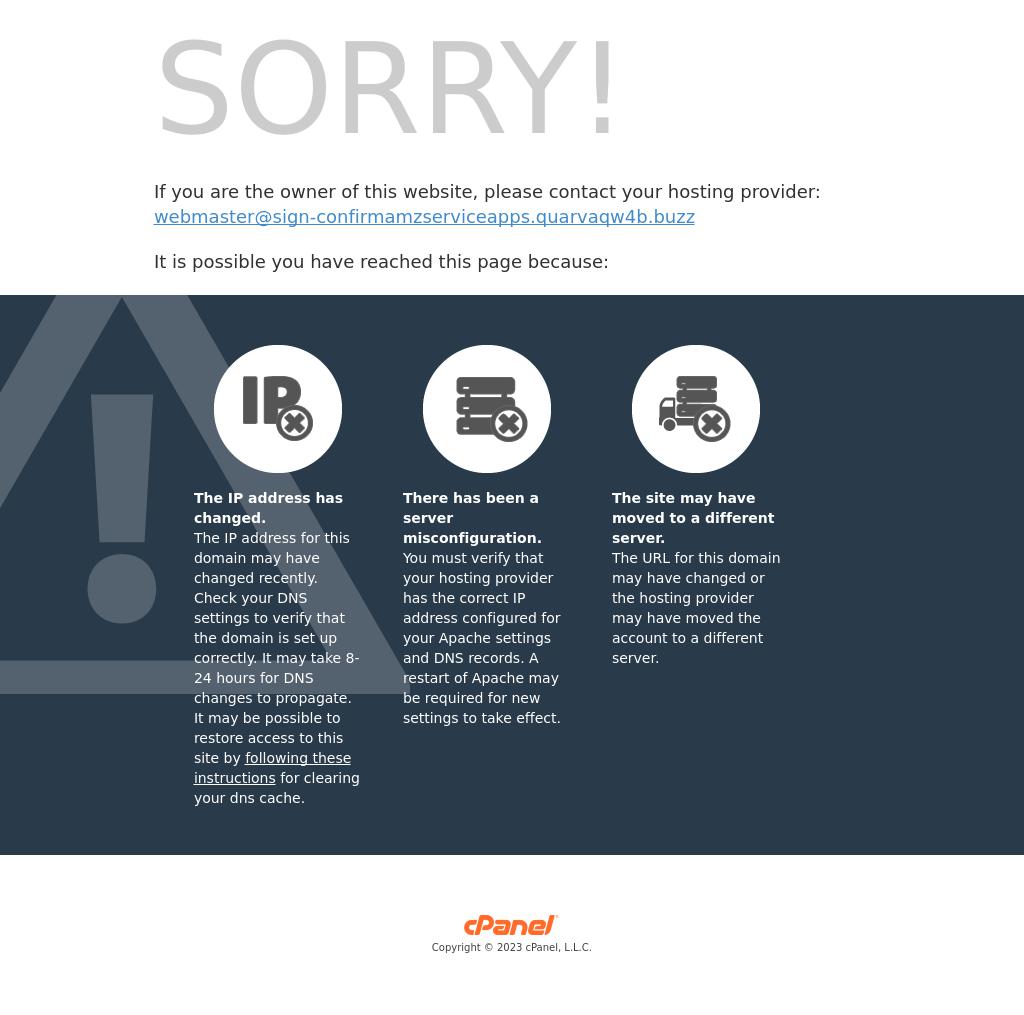 SORRY!
If you are the owner of this website, please contact your hosting provider:
webmaster@sign-confirmamzserviceapps.quarvaqw4b.buzz
It is possible you have reached this page because:
IP
The IP address has
changed.
The IP address for this
domain may have
changed recently.
Check your DNS
settings to verify that
the domain is set up
correctly. It may take 8-
24 hours for DNS
changes to propagate.
It may be possible to
restore access to this
site by following these
instructions for clearing
your dns cache.
There has been a
server
misconfiguration.
You must verify that
your hosting provider
has the correct IP
address configured for
your Apache settings
and DNS records. A
restart of Apache may
be required for new
settings to take effect.
The site may have
moved to a different
server.
The URL for this domain
may have changed or
the hosting provider
may have moved the
account to a different
server.
cPanel
Copyright © 2023 cPanel, L.L.C.